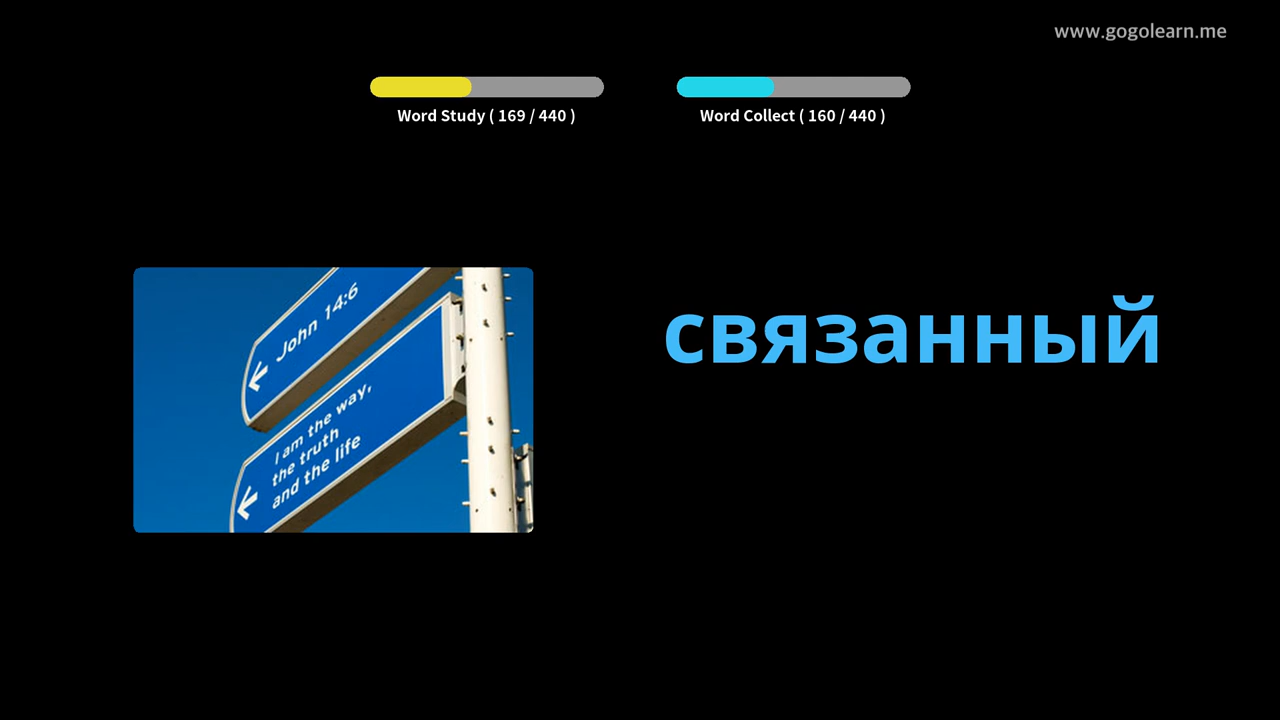 www.gogolearn.me
Word Study ( 169 / 440 )
Word Collect ( 160 / 440 )
John 14:6
I am the way,
the truth
and the life
связанный